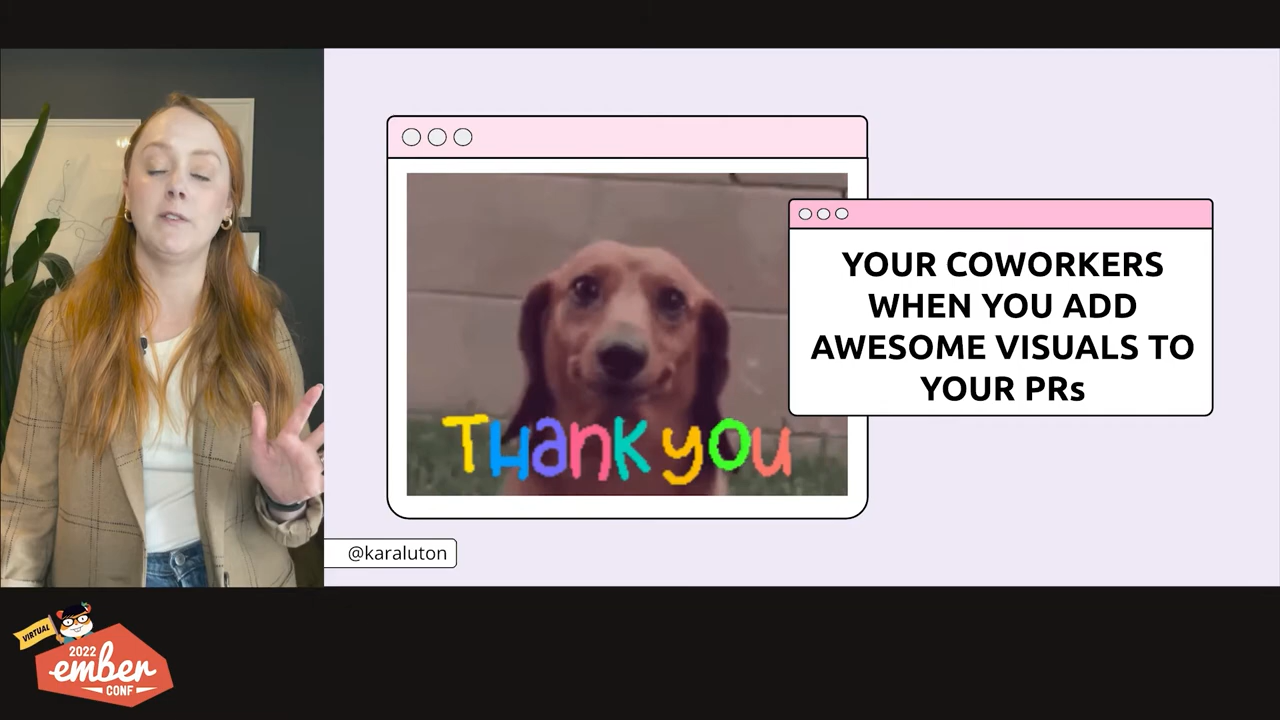 Thank you
YOUR COWORKERS
WHEN YOU ADD
AWESOME VISUALS TO
YOUR PRs
@karaluton
VIRTUAL
2022
ember
CONF